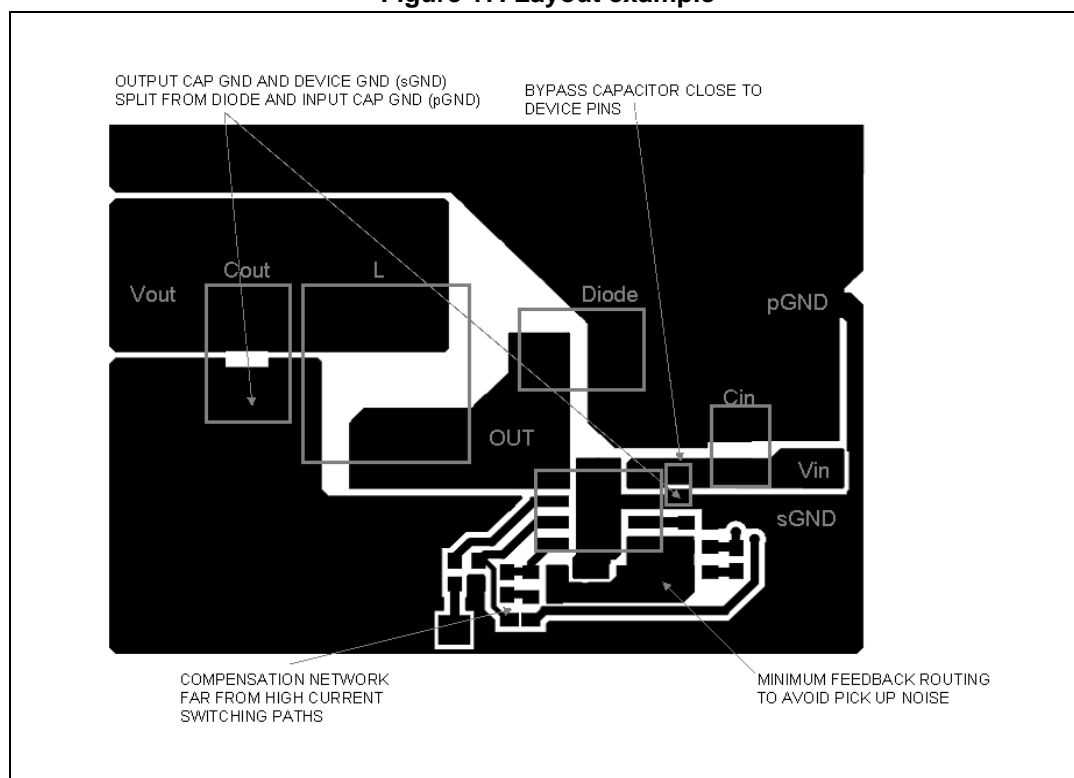 Figure 17. Layout example
OUTPUT CAP GND AND DEVICE GND (sGND)
SPLIT FROM DIODE AND INPUT CAP GND (pGND)
BYPASS CAPACITOR CLOSE TO
DEVICE PINS
Cout
L
Vout
Diode
pGND
Cin
OUT
Vin
sGND
COMPENSATION NETWORK
FAR FROM HIGH CURRENT
SWITCHING PATHS
MINIMUM FEEDBACK ROUTING
TO AVOID PICK UP NOISE